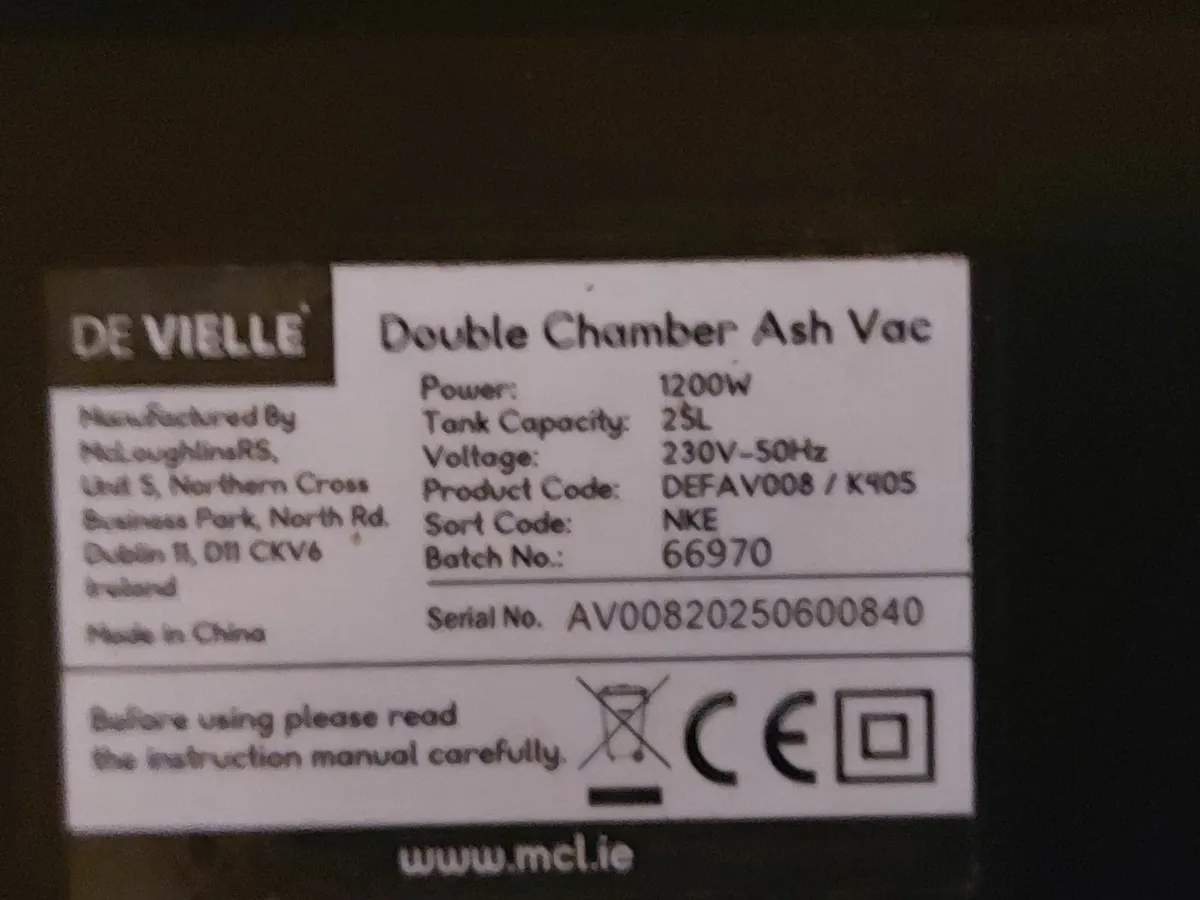 DE VIELLE
Double Chamber Ash Vac
Power: 1200W
Tank Capacity: 25L
Voltage: 230V-50Hz
Product Code: DEFAV008 / K905
Sort Code: NKE
Batch No.: 66970
Serial No. AV00820250600840
Manufactured By
McLoughlinsRS,
Unit 5, Northern Cross
Business Park, North Rd.
Dublin 11, D11 CKV6
Ireland
Made in China
Before using please read
the instruction manual carefully.
CE
www.mcl.ie